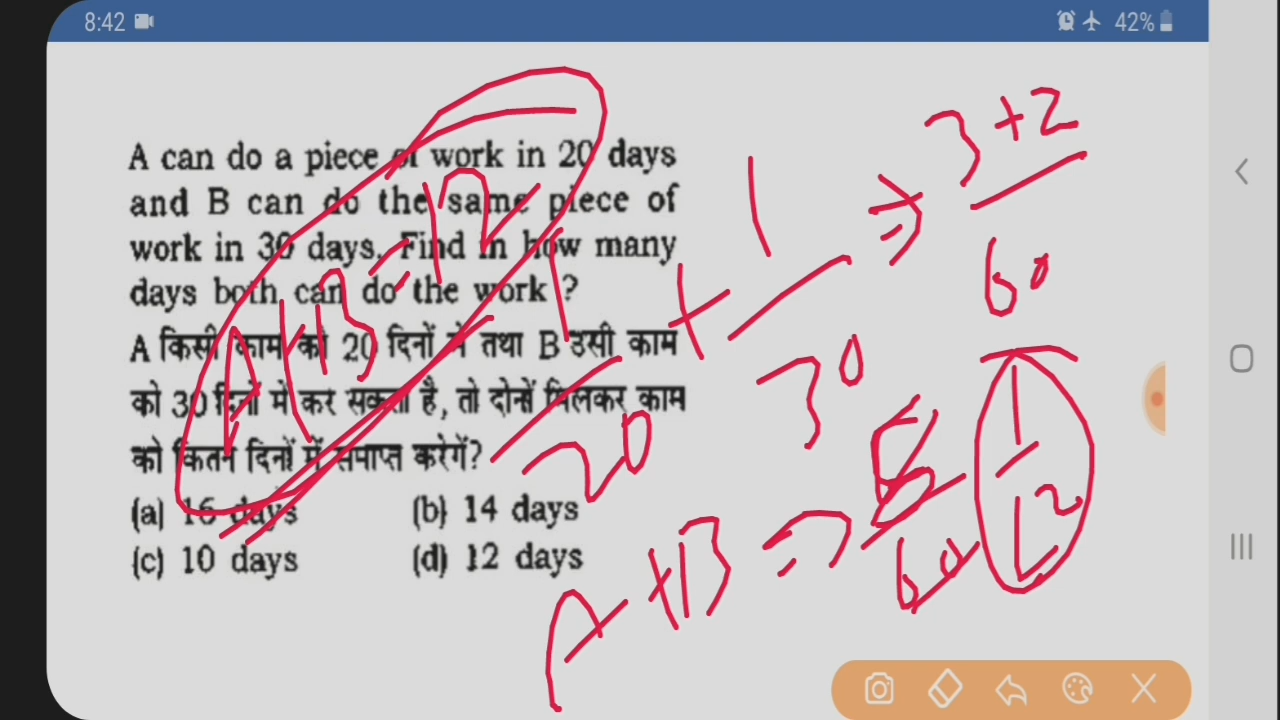 8:42
42%
A can do a piece of work in 20 days
and B can do the same piece of
work in 30 days. Find in how many
days both can do the work ?
A किसी काम को 20 दिनों में तथा B उसी काम
को 30 दिनों में कर सकता है, तो दोनों मिलकर काम
को कितने दिनों में समाप्त करेगें?
(a) 16 days (b) 14 days
(c) 10 days (d) 12 days
A+B=12
1/20 + 1/30 ⇒ 3+2/60
A+B ⇒ 5/60 1/12